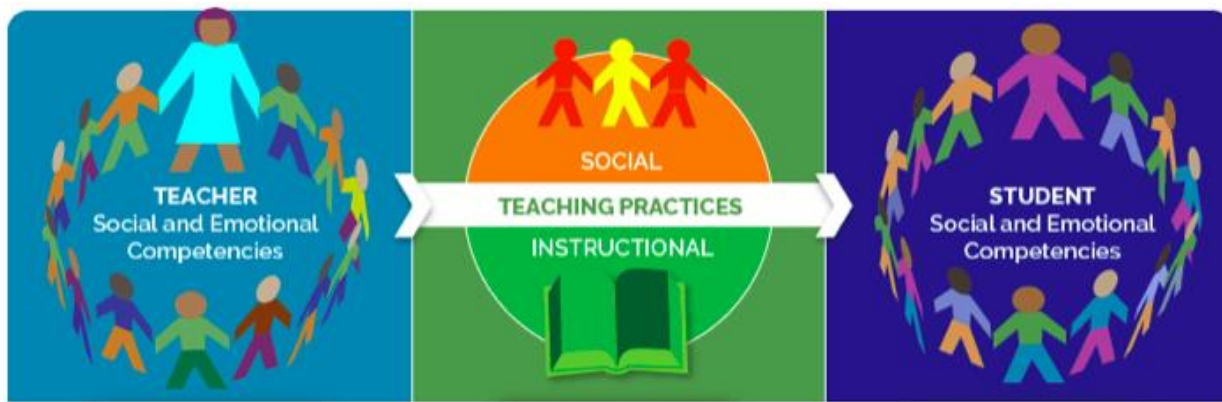 TEACHER
Social and Emotional
Competencies
SOCIAL
TEACHING PRACTICES
INSTRUCTIONAL
STUDENT
Social and Emotional
Competencies